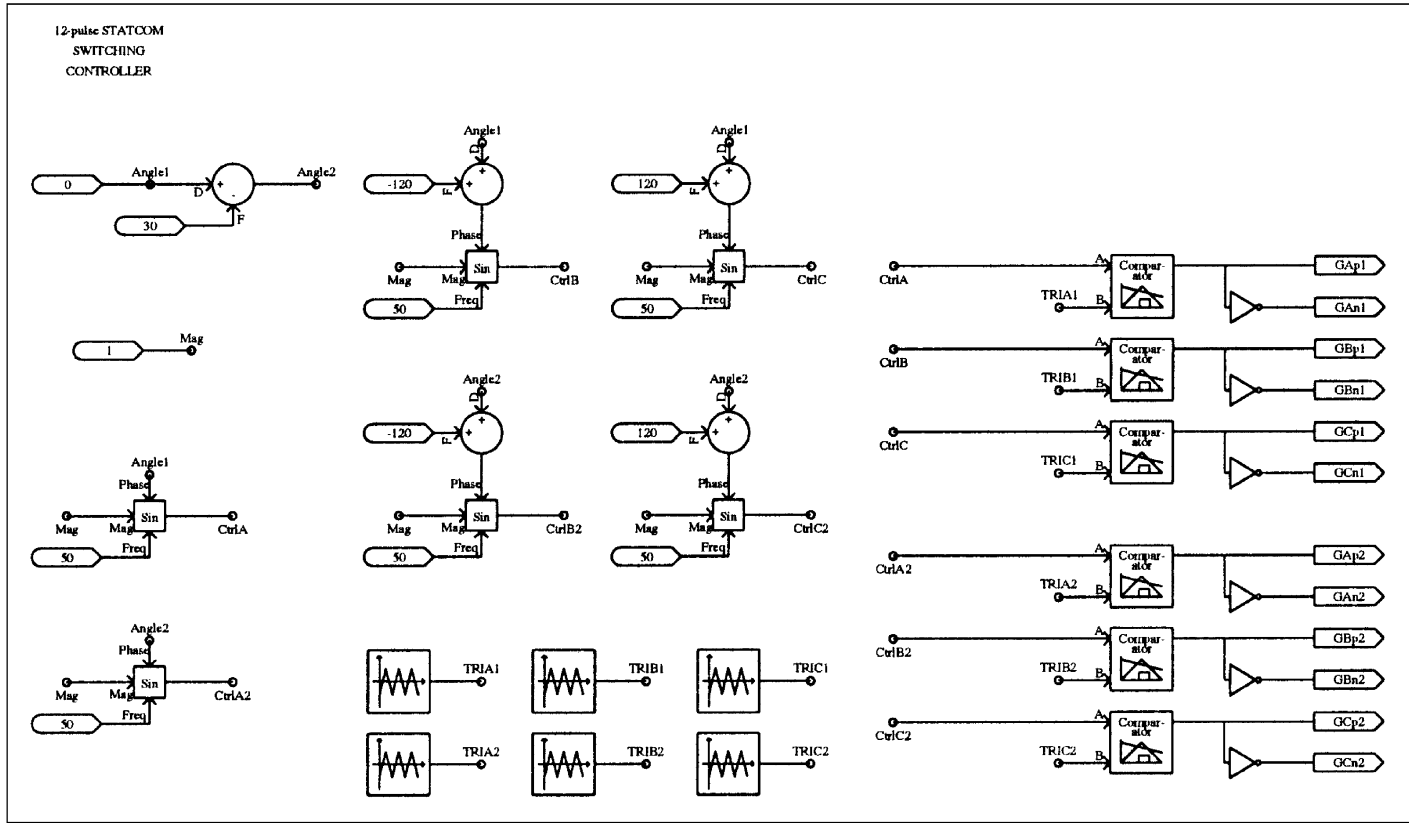 12-pulse STATCOM
SWITCHING
CONTROLLER
0
Angle1
D
+
-
F
30
Angle2
1
Mag
Angle1
Phase
Mag
Mag
Sin
CtrlA
50
Freq
Angle2
Phase
Mag
Mag
Sin
CtrlA2
50
Freq
Angle1
D
+
-120
F
+
Phase
Mag
Mag
Sin
CtrlB
50
Freq
Angle1
D
+
120
F
+
Phase
Mag
Mag
Sin
CtrlC
50
Freq
Angle2
D
+
-120
F
+
Phase
Mag
Mag
Sin
CtrlB2
50
Freq
Angle2
D
+
120
F
+
Phase
Mag
Mag
Sin
CtrlC2
50
Freq
TRIA1
TRIB1
TRIC1
TRIA2
TRIB2
TRIC2
CtrlA
A
Compar-
ator
TRIA1
B
GAp1
GAn1
CtrlB
A
Compar-
ator
TRIB1
B
GBp1
GBn1
CtrlC
A
Compar-
ator
TRIC1
B
GCp1
GCn1
CtrlA2
A
Compar-
ator
TRIA2
B
GAp2
GAn2
CtrlB2
A
Compar-
ator
TRIB2
B
GBp2
GBn2
CtrlC2
A
Compar-
ator
TRIC2
B
GCp2
GCn2